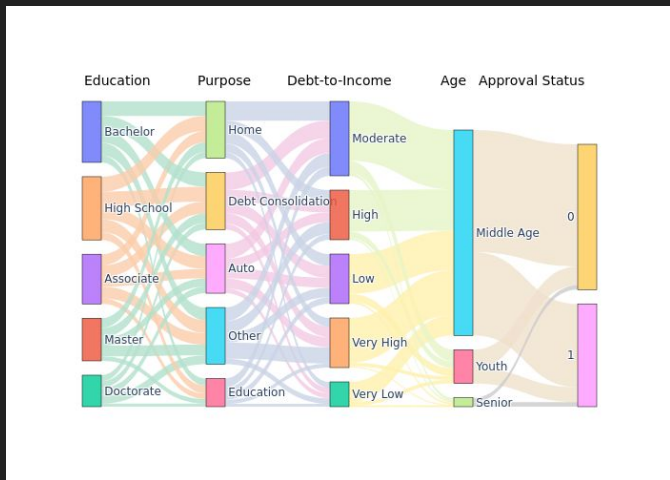 Education Purpose Debt-to-Income Age Approval Status
Bachelor
High School
Associate
Master
Doctorate
Home
Debt Consolidation
Auto
Other
Education
Moderate
High
Low
Very High
Very Low
Middle Age
Youth
Senior
0
1